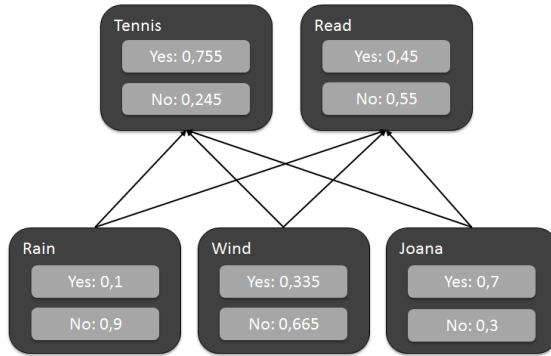 Tennis
Yes: 0,755
No: 0,245
Read
Yes: 0,45
No: 0,55
Rain
Yes: 0,1
No: 0,9
Wind
Yes: 0,335
No: 0,665
Joana
Yes: 0,7
No: 0,3